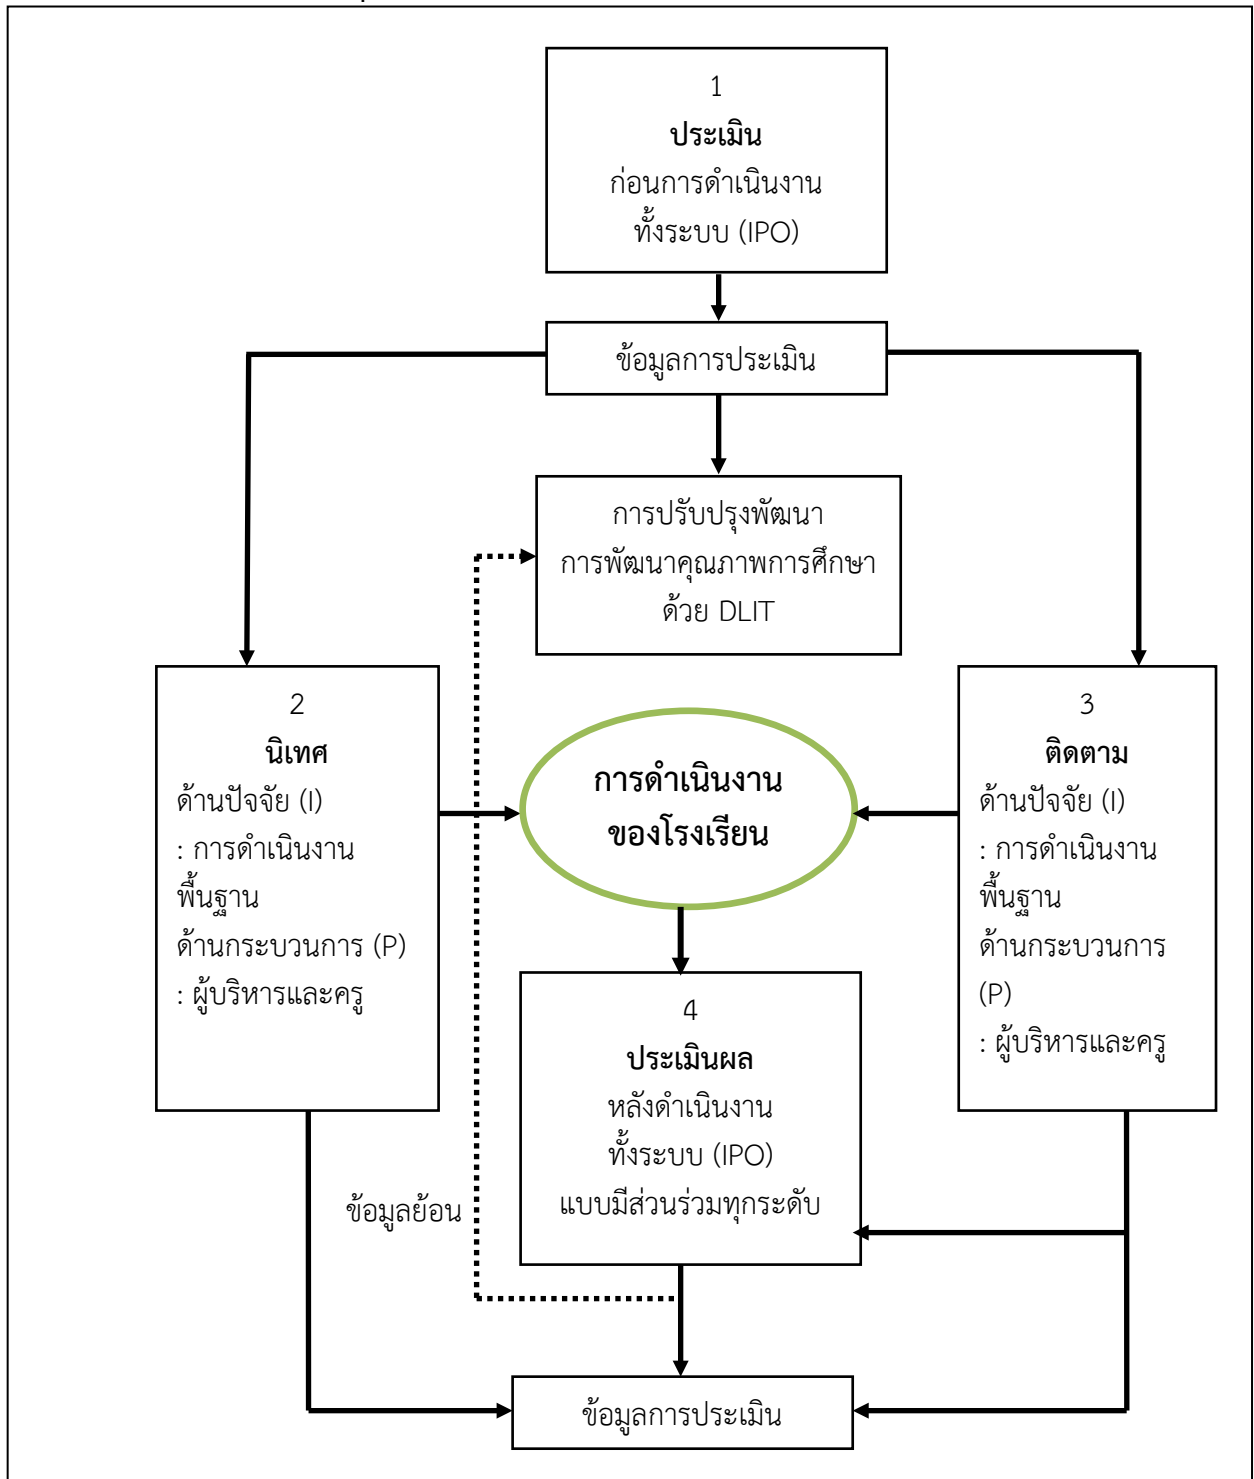 1
ประเมิน
ก่อนการดำเนินงาน
ทั้งระบบ (IPO)
ข้อมูลการประเมิน
การปรับปรุงพัฒนา
การพัฒนาคุณภาพการศึกษา
ด้วย DLIT
2
นิเทศ
ด้านปัจจัย (I)
: การดำเนินงาน
พื้นฐาน
ด้านกระบวนการ (P)
: ผู้บริหารและครู
การดำเนินงาน
ของโรงเรียน
3
ติดตาม
ด้านปัจจัย (I)
: การดำเนินงาน
พื้นฐาน
ด้านกระบวนการ
(P)
: ผู้บริหารและครู
4
ประเมินผล
หลังดำเนินงาน
ทั้งระบบ (IPO)
แบบมีส่วนร่วมทุกระดับ
ข้อมูลย้อน
ข้อมูลการประเมิน